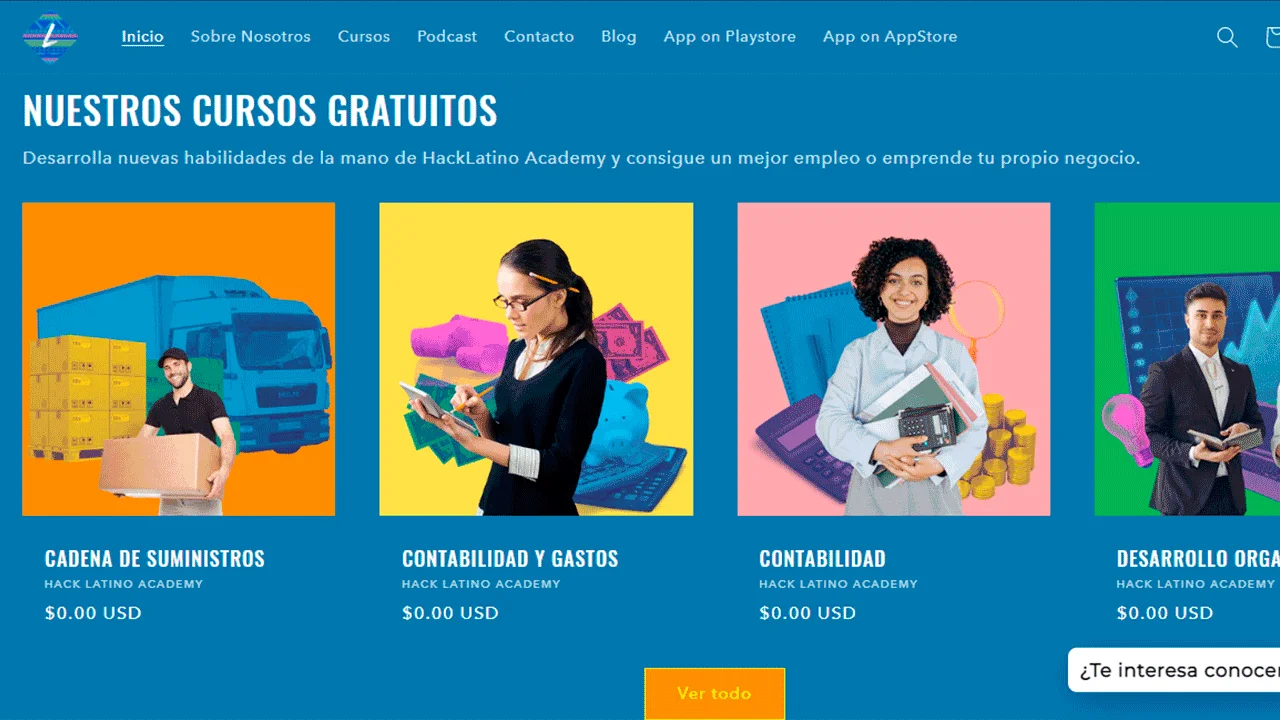 Inicio Sobre Nosotros Cursos Podcast Contacto Blog App on Playstore App on AppStore
NUESTROS CURSOS GRATUITOS
Desarrolla nuevas habilidades de la mano de HackLatino Academy y consigue un mejor empleo o emprende tu propio negocio.
CADENA DE SUMINISTROS
HACK LATINO ACADEMY
$0.00 USD
CONTABILIDAD Y GASTOS
HACK LATINO ACADEMY
$0.00 USD
CONTABILIDAD
HACK LATINO ACADEMY
$0.00 USD
DESARROLLO ORGA
HACK LATINO ACADEMY
$0.00 USD
Ver todo
¿Te interesa conocer